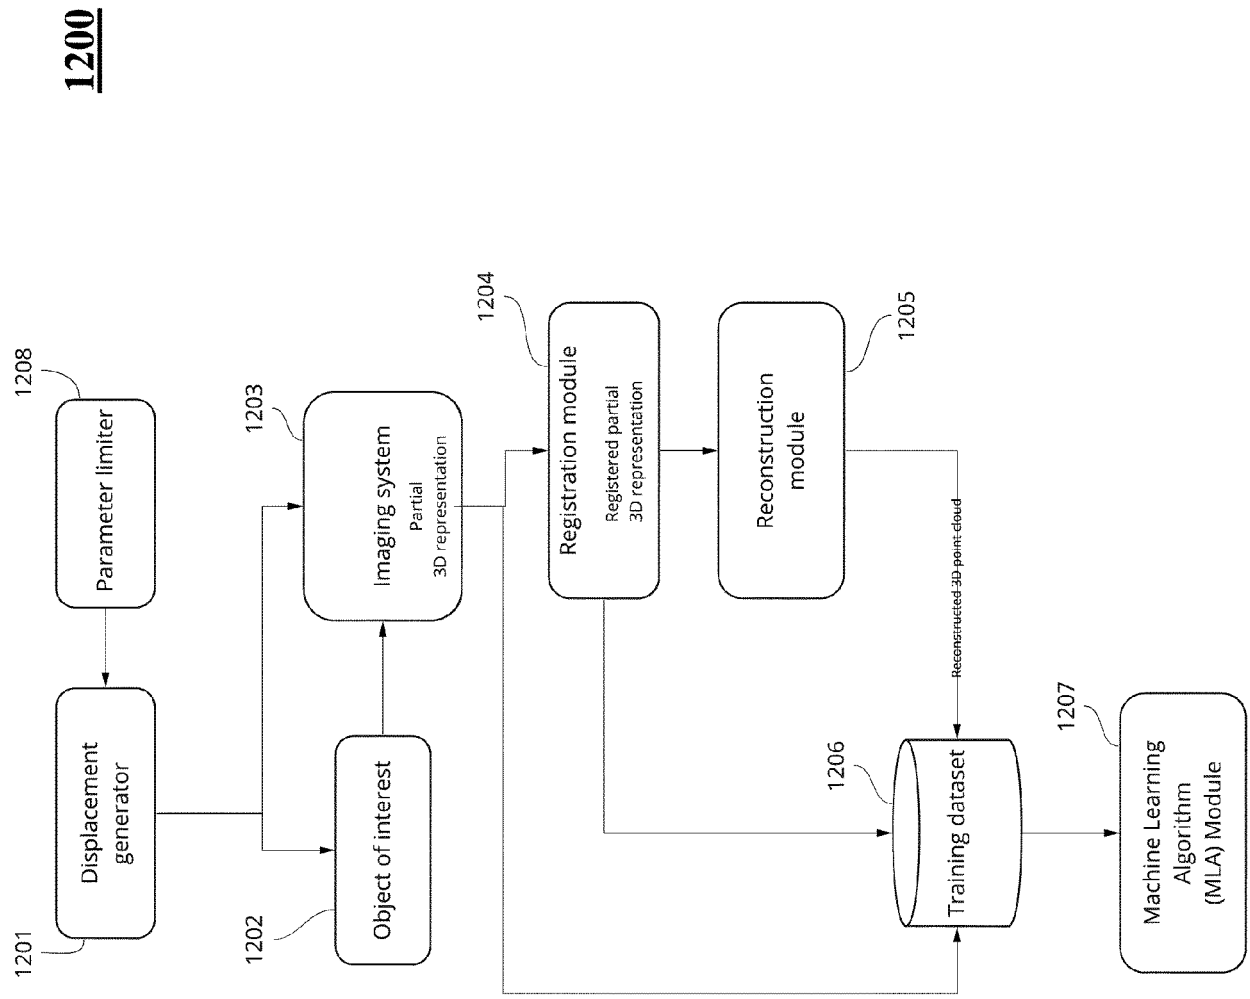 1200
1208
Parameter limiter
1201
Displacement
generator
1203
Imaging system
Partial
3D representation
1202
Object of interest
1204
Registration module
Registered partial
3D representation
1205
Reconstruction
module
Reconstructed 3D point cloud
1206
Training dataset
1207
Machine Learning
Algorithm
(MLA) Module